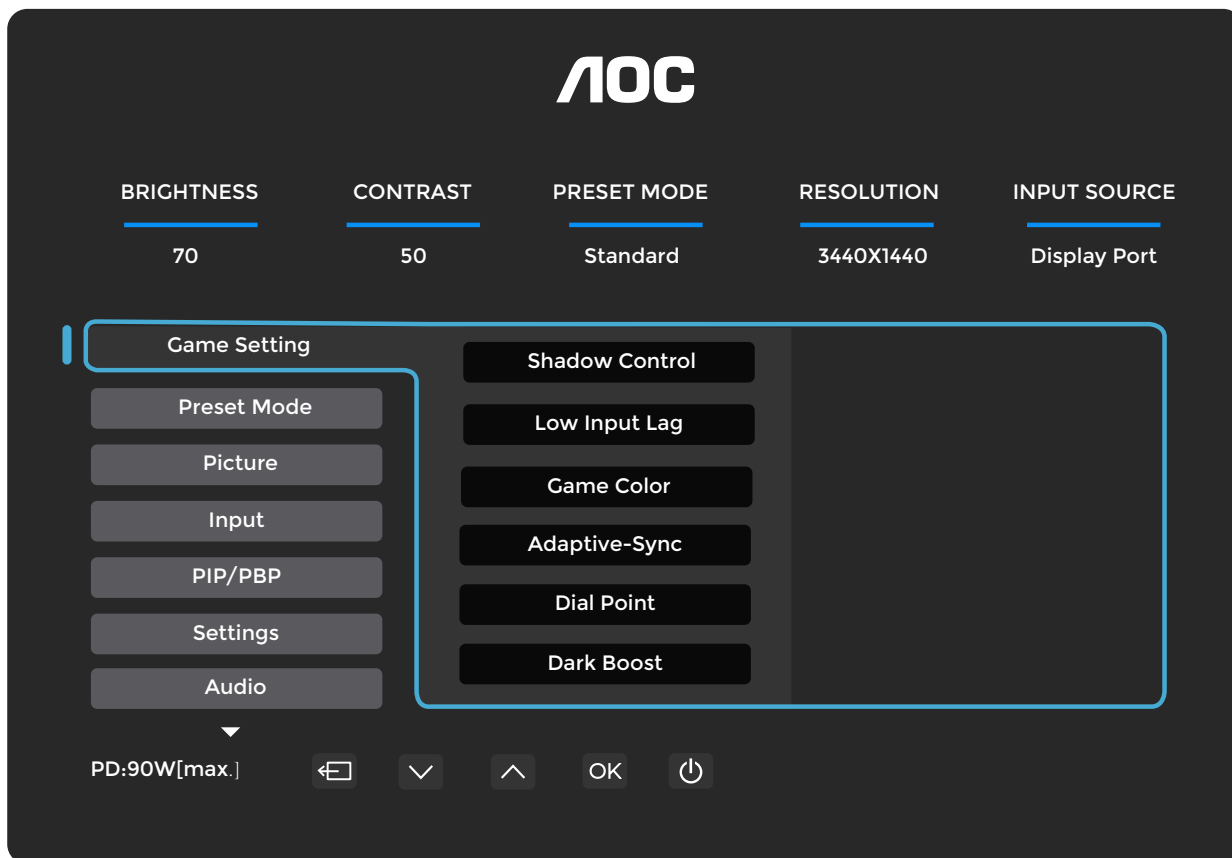 AOC
BRIGHTNESS CONTRAST PRESET MODE RESOLUTION INPUT SOURCE
70 50 Standard 3440X1440 Display Port
Game Setting
Preset Mode
Picture
Input
PIP/PBP
Settings
Audio
Shadow Control
Low Input Lag
Game Color
Adaptive-Sync
Dial Point
Dark Boost
PD:90W[max.] OK